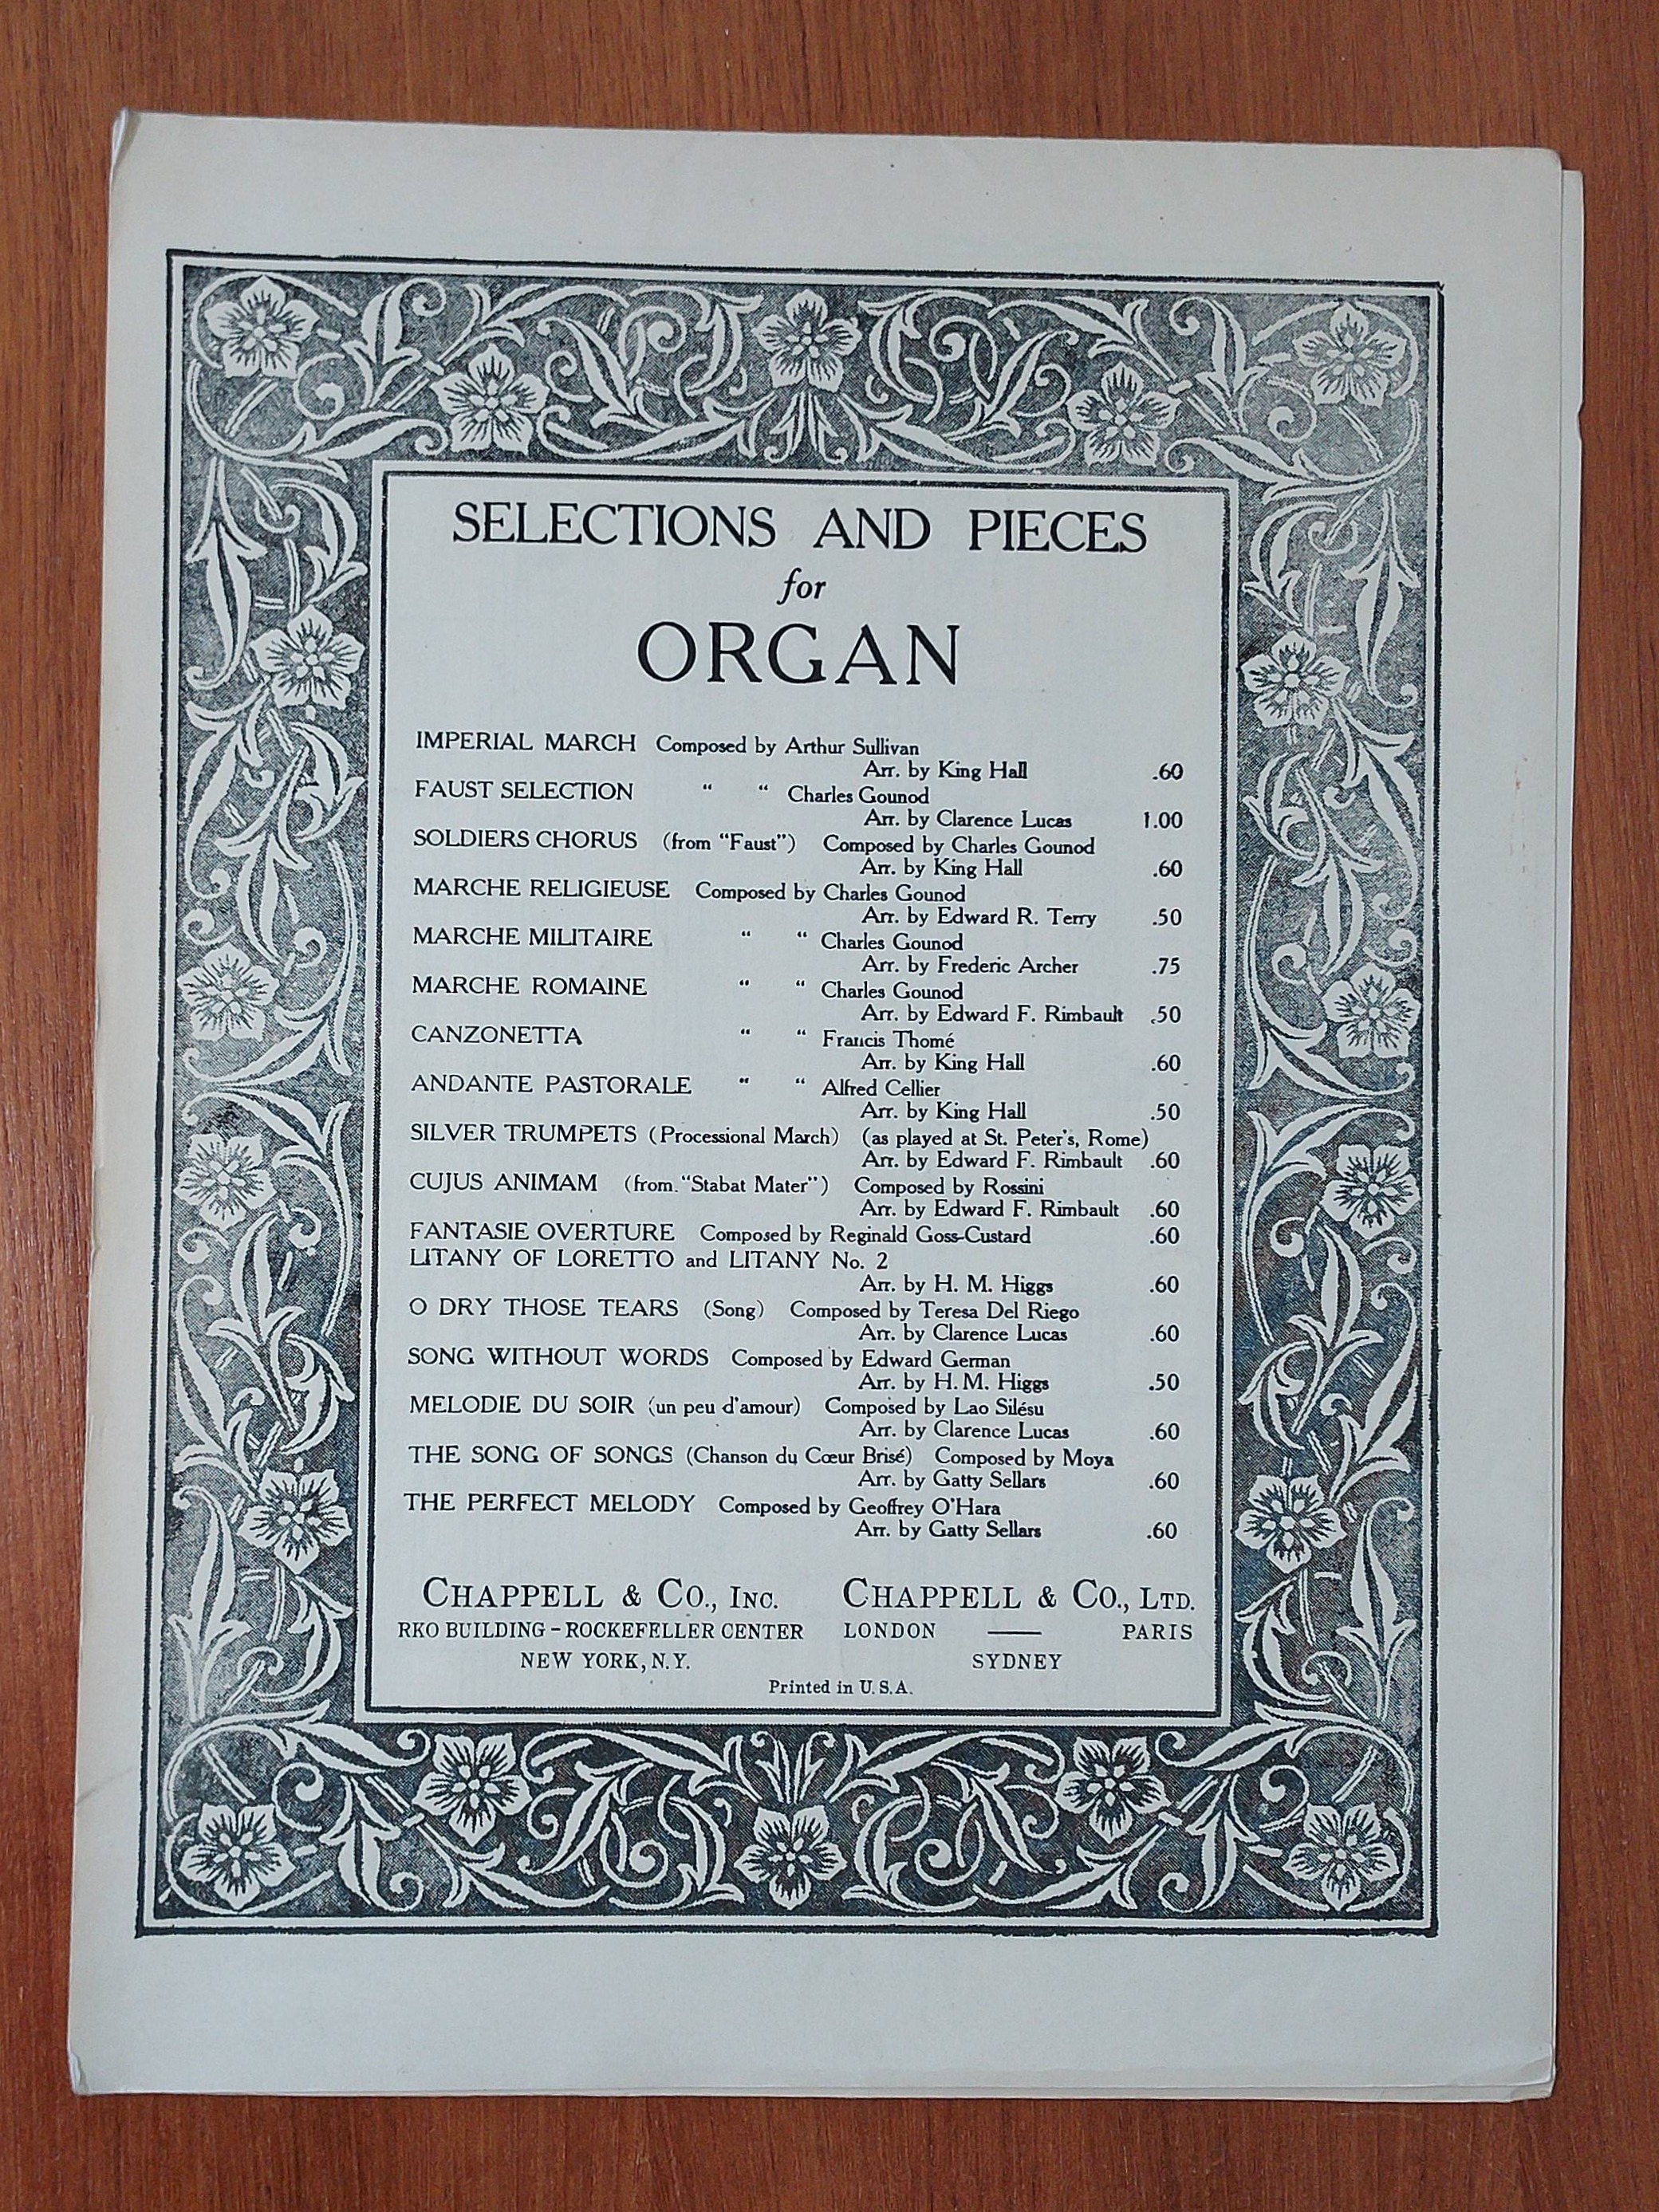 SELECTIONS AND PIECES
for
ORGAN
IMPERIAL MARCH Composed by Arthur Sullivan
Arr. by King Hall .60
FAUST SELECTION " " Charles Gounod
Arr. by Clarence Lucas 1.00
SOLDIERS CHORUS (from "Faust") Composed by Charles Gounod
Arr. by King Hall .60
MARCHE RELIGIEUSE Composed by Charles Gounod
Arr. by Edward R. Terry .50
MARCHE MILITAIRE " " Charles Gounod
Arr. by Frederic Archer .75
MARCHE ROMAINE " " Charles Gounod
Arr. by Edward F. Rimbault .50
CANZONETTA " " Francis Thomé
Arr. by King Hall .60
ANDANTE PASTORALE " " Alfred Cellier
Arr. by King Hall .50
SILVER TRUMPETS (Processional March) (as played at St. Peter's, Rome)
Arr. by Edward F. Rimbault .60
CUJUS ANIMAM (from "Stabat Mater") Composed by Rossini
Arr. by Edward F. Rimbault .60
FANTASIE OVERTURE Composed by Reginald Goss-Custard .60
LITANY OF LORETTO and LITANY No. 2
Arr. by H. M. Higgs .60
O DRY THOSE TEARS (Song) Composed by Teresa Del Riego
Arr. by Clarence Lucas .60
SONG WITHOUT WORDS Composed by Edward German
Arr. by H. M. Higgs .50
MELODIE DU SOIR (un peu d'amour) Composed by Lao Silésu
Arr. by Clarence Lucas .60
THE SONG OF SONGS (Chanson du Cœur Brisé) Composed by Moya
Arr. by Gatty Sellars .60
THE PERFECT MELODY Composed by Geoffrey O'Hara
Arr. by Gatty Sellars .60
CHAPPELL & CO., INC. CHAPPELL & CO., LTD.
RKO BUILDING - ROCKEFELLER CENTER LONDON — PARIS
NEW YORK, N.Y. SYDNEY
Printed in U.S.A.